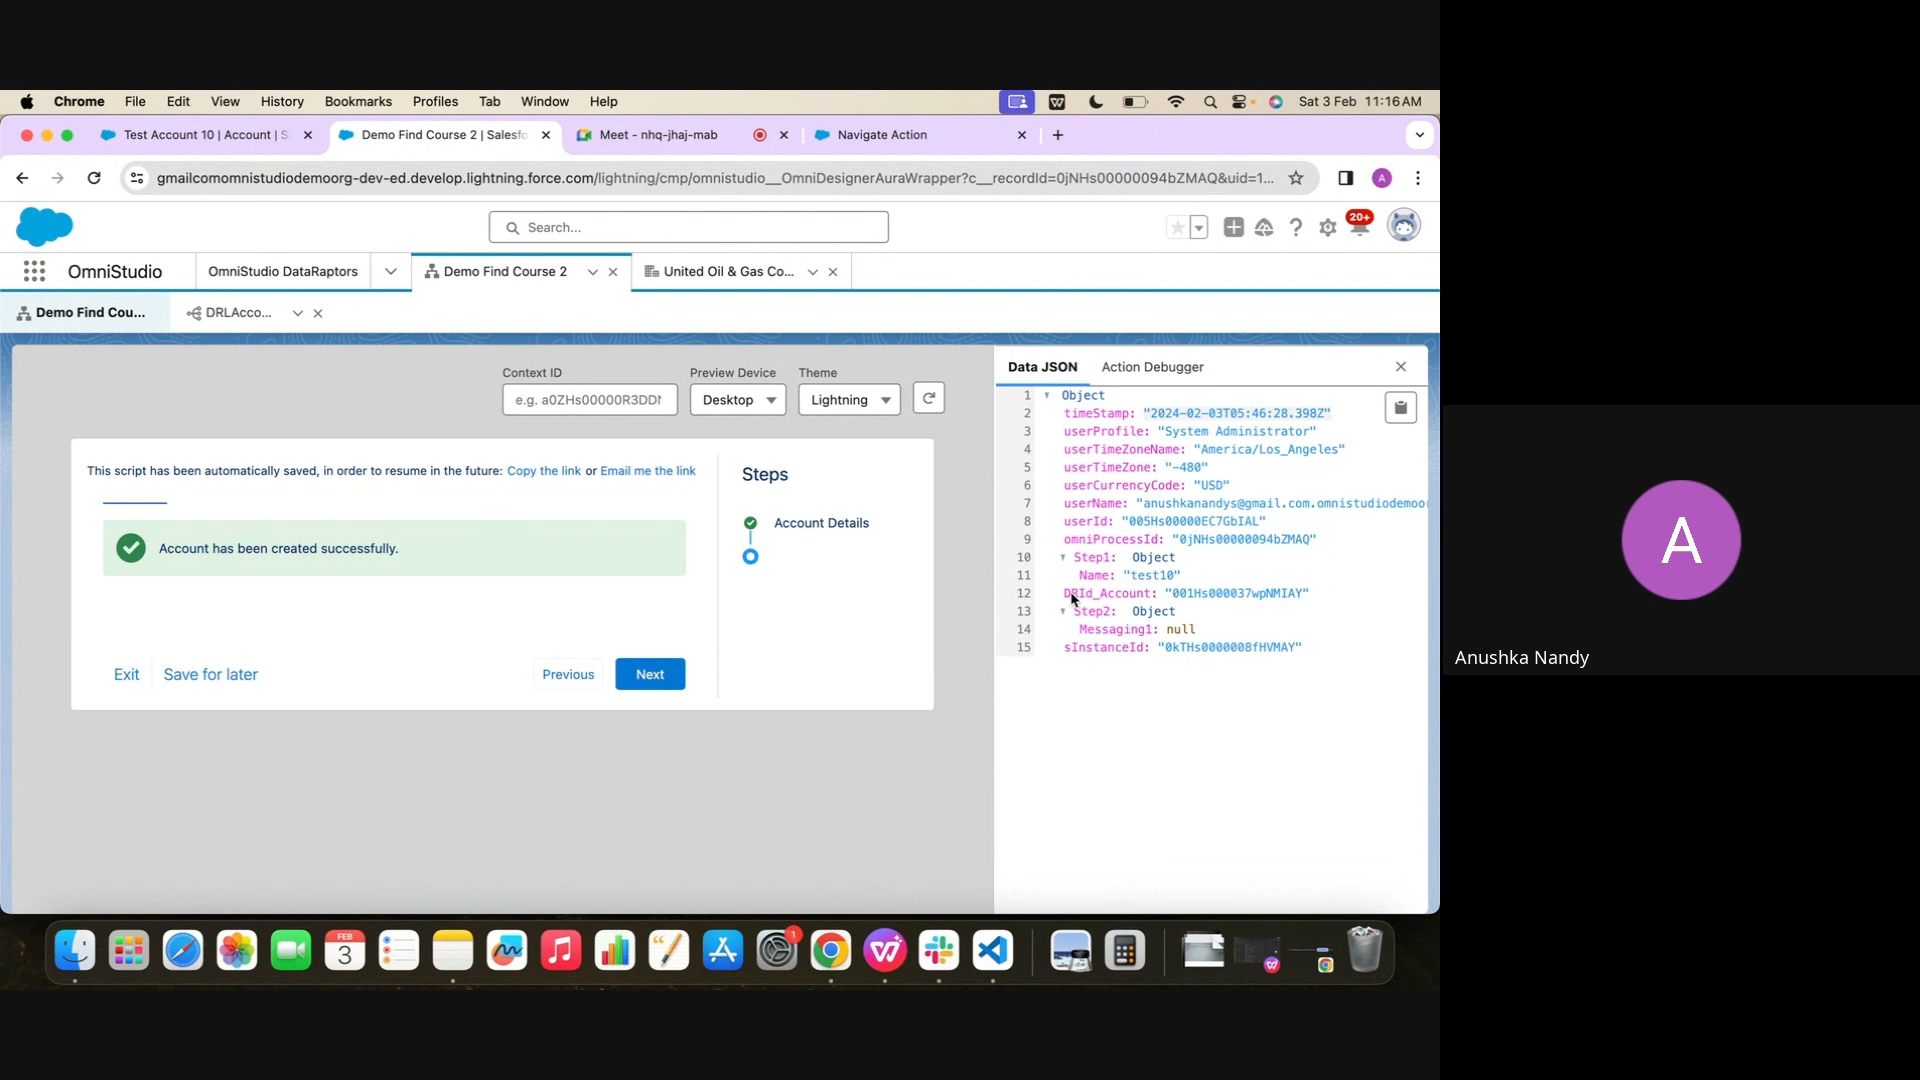 Chrome File Edit View History Bookmarks Profiles Tab Window Help Sat 3 Feb 11:16 AM
Test Account 10 | Account | S Demo Find Course 2 | Salesfo Meet - nhq-jhaj-mab Navigate Action
gmailcomomnistudiodemoorg-dev-ed.develop.lightning.force.com/lightning/cmp/omnistudio__OmniDesignerAuraWrapper?c__recordId=0jNHs00000094bZMAQ&uid=1... A
Search... 20+
OmniStudio OmniStudio DataRaptors Demo Find Course 2 United Oil & Gas Co...
Demo Find Cou... DRLAcco...
Context ID Preview Device Theme
e.g. a0ZHs00000R3DDN Desktop Lightning
This script has been automatically saved, in order to resume in the future: Copy the link or Email me the link
Account has been created successfully.
Exit Save for later Previous Next
Steps
Account Details
Data JSON Action Debugger
1 Object
2 timeStamp: "2024-02-03T05:46:28.398Z"
3 userProfile: "System Administrator"
4 userTimeZoneName: "America/Los_Angeles"
5 userTimeZone: "-480"
6 userCurrencyCode: "USD"
7 userName: "anushkanandys@gmail.com.omnistudiodemoor
8 userId: "005Hs00000EC7GbIAL"
9 omniProcessId: "0jNHs00000094bZMAQ"
10 Step1: Object
11 Name: "test10"
12 DRId_Account: "001Hs000037wpNMIAY"
13 Step2: Object
14 Messaging1: null
15 sInstanceId: "0kTHs0000008fHVMAY"
A
Anushka Nandy
FEB
3
1